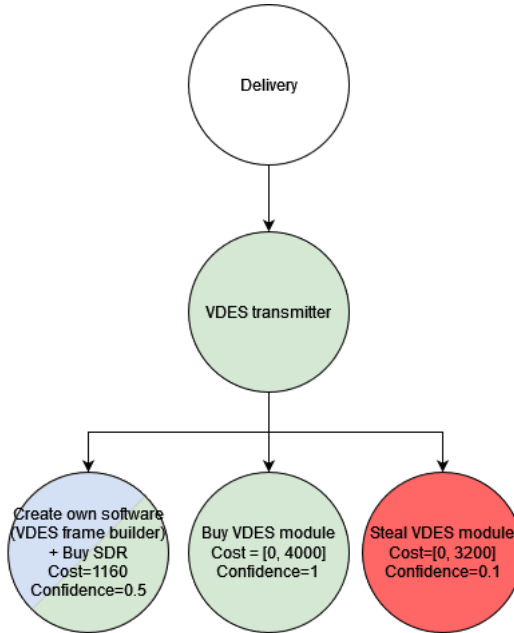 Delivery
VDES transmitter
Create own software
(VDES frame builder)
+ Buy SDR
Cost=1160
Confidence=0.5
Buy VDES module
Cost = [0, 4000]
Confidence=1
Steal VDES module
Cost=[0, 3200]
Confidence=0.1